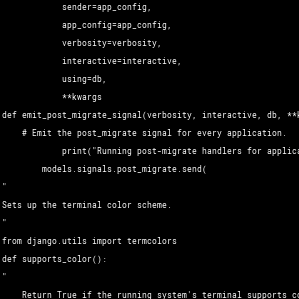 sender=app_config,
app_config=app_config,
verbosity=verbosity,
interactive=interactive,
using=db,
**kwargs
def emit_post_migrate_signal(verbosity, interactive, db, **k
# Emit the post_migrate signal for every application.
print("Running post-migrate handlers for applica
models.signals.post_migrate.send(
"
Sets up the terminal color scheme.
"
from django.utils import termcolors
def supports_color():
"
Return True if the running system's terminal supports co